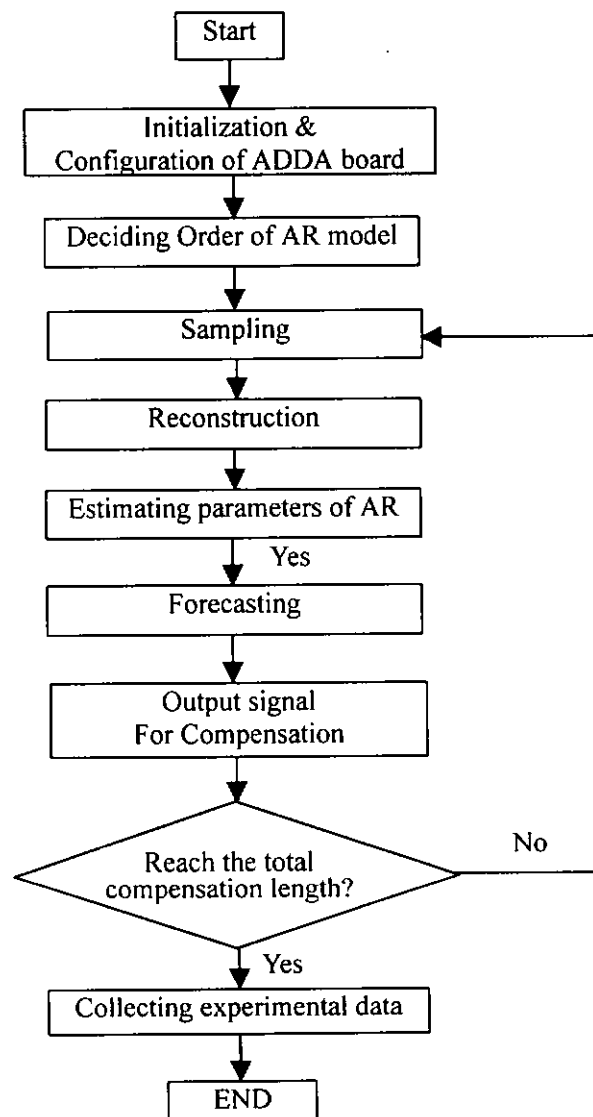 Start
Initialization &
Configuration of ADDA board
Deciding Order of AR model
Sampling
Reconstruction
Estimating parameters of AR
Yes
Forecasting
Output signal
For Compensation
Reach the total
compensation length?
No
Yes
Collecting experimental data
END